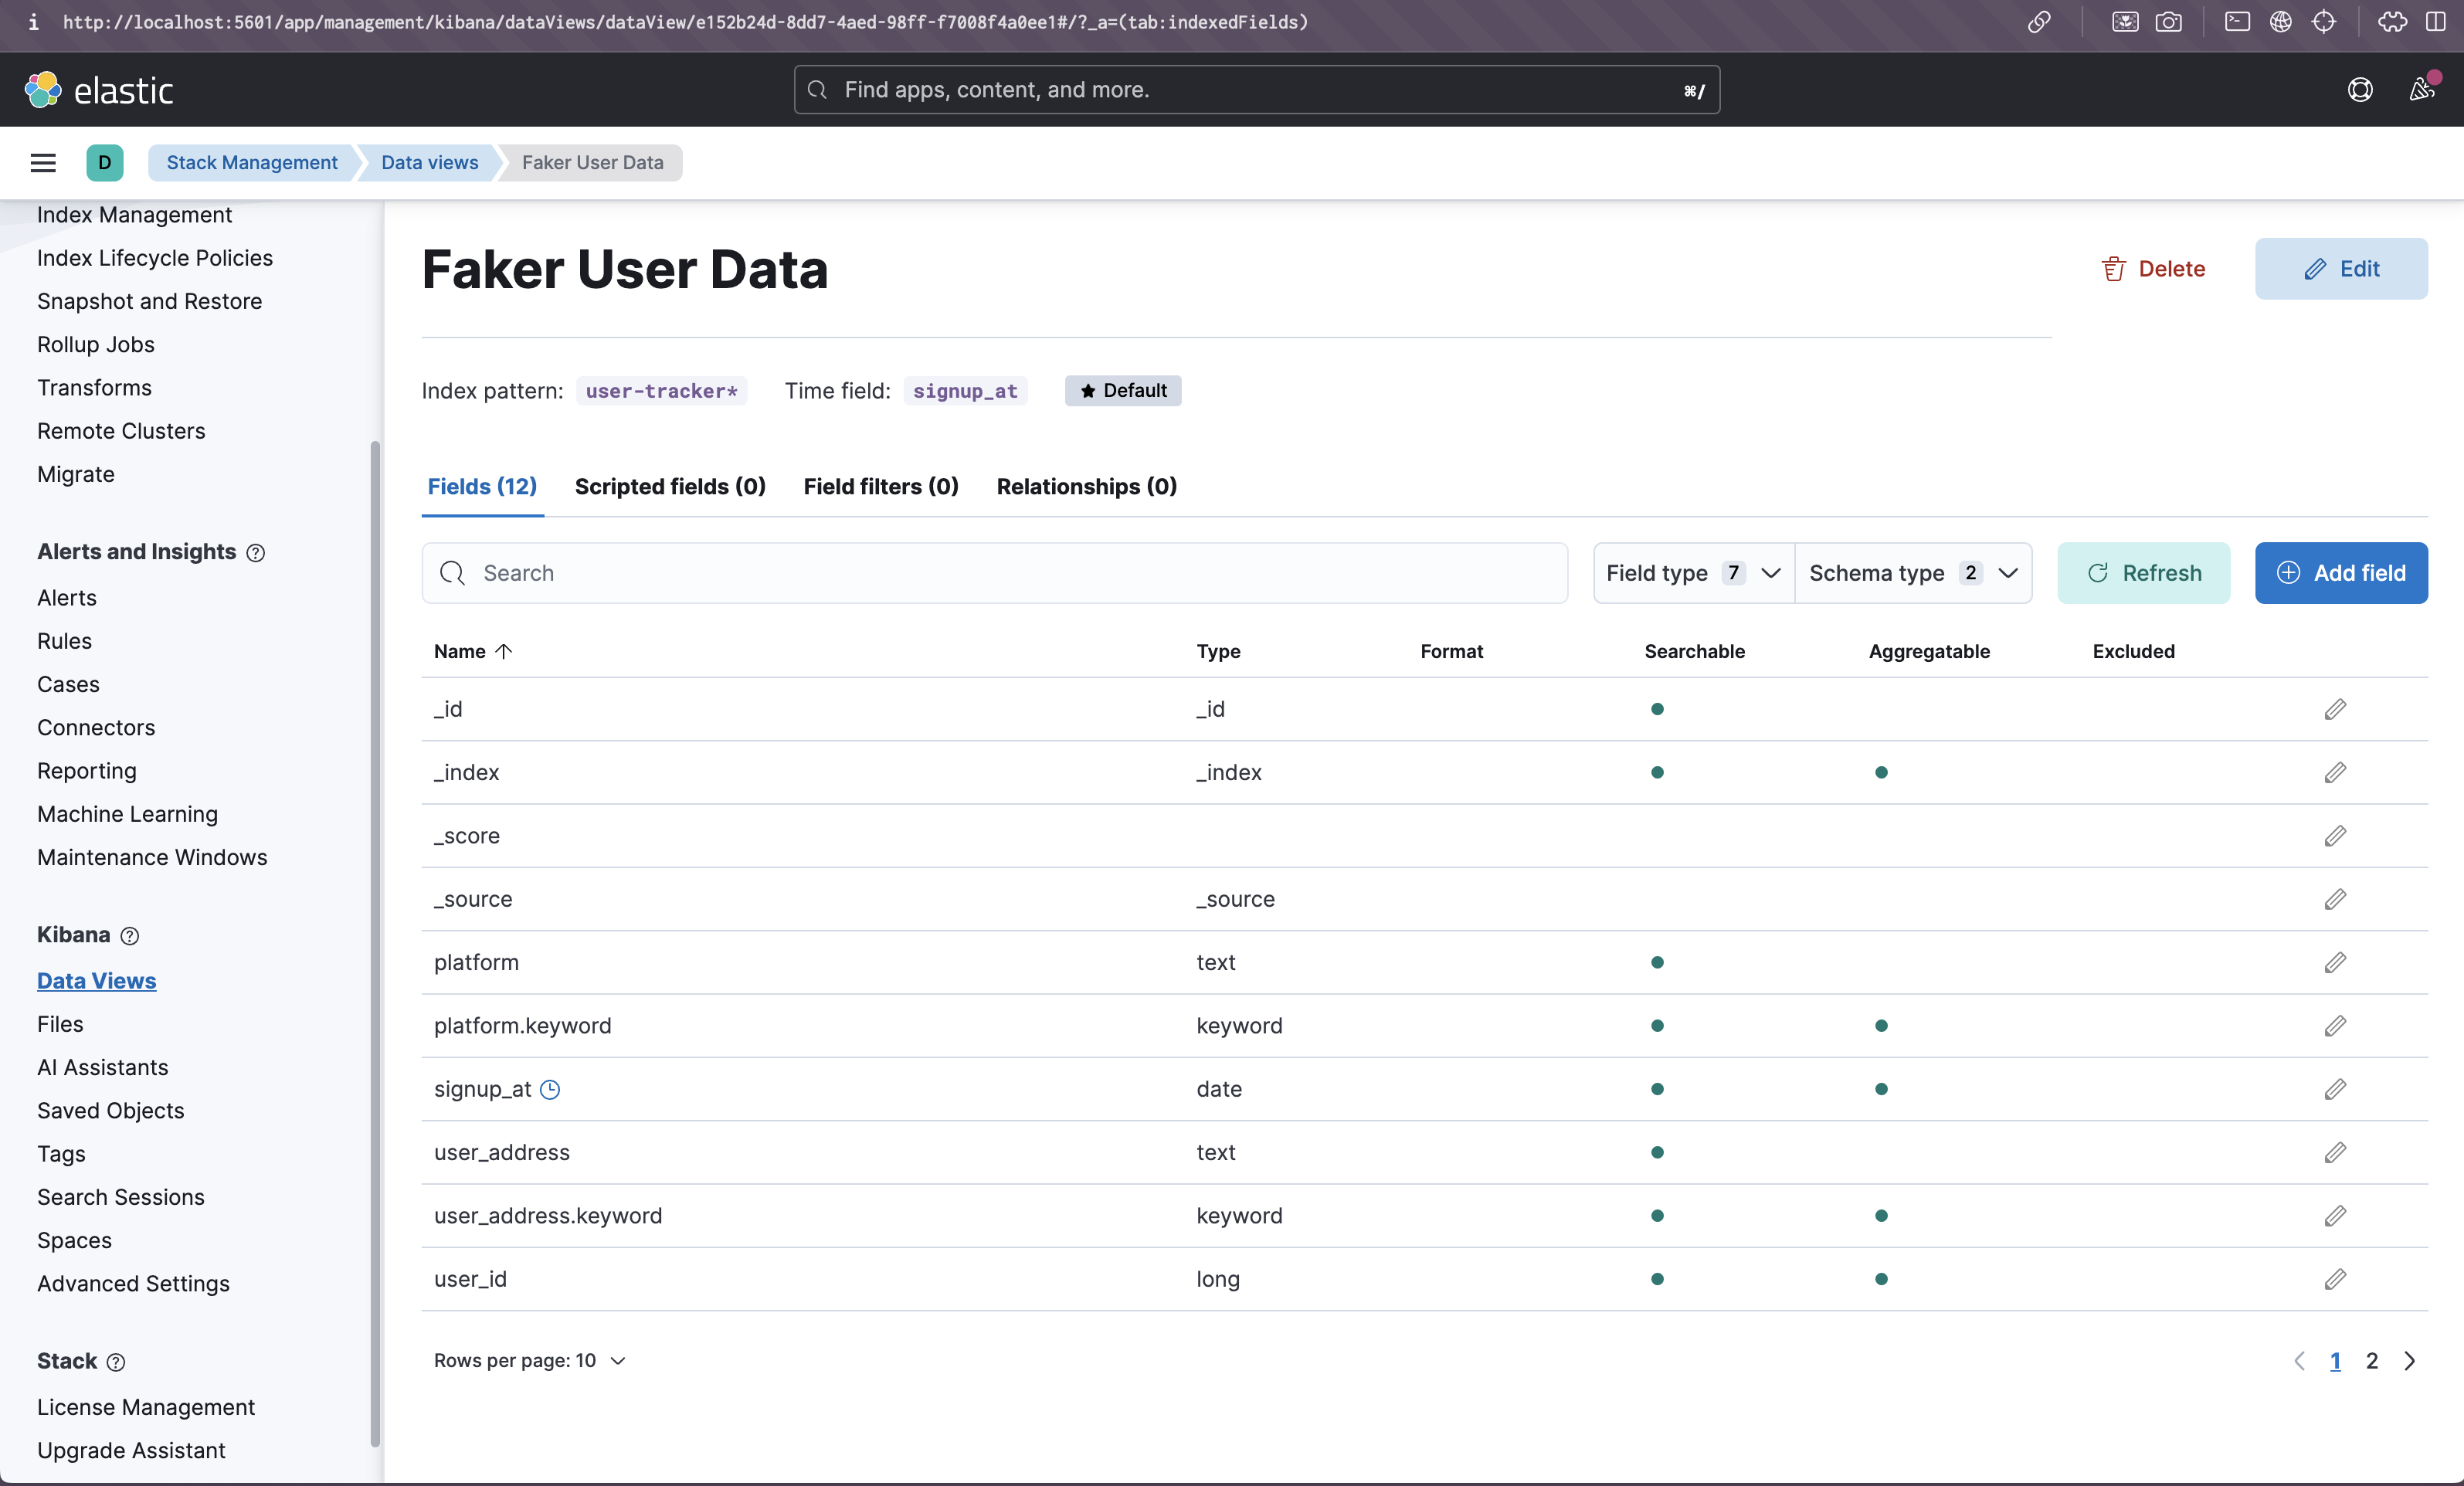 i http://localhost:5601/app/management/kibana/dataViews/dataView/e152b24d-8dd7-4aed-98ff-f7008f4a0ee1#/?_a=(tab:indexedFields)
elastic
Find apps, content, and more.
⌘/
D
Stack Management
Data views
Faker User Data
Index Management
Index Lifecycle Policies
Snapshot and Restore
Rollup Jobs
Transforms
Remote Clusters
Migrate
Alerts and Insights
Alerts
Rules
Cases
Connectors
Reporting
Machine Learning
Maintenance Windows
Kibana
Data Views
Files
AI Assistants
Saved Objects
Tags
Search Sessions
Spaces
Advanced Settings
Stack
License Management
Upgrade Assistant
Faker User Data
Delete
Edit
Index pattern: user-tracker* Time field: signup_at Default
Fields (12) Scripted fields (0) Field filters (0) Relationships (0)
Search
Field type 7
Schema type 2
Refresh
Add field
Name Type Format Searchable Aggregatable Excluded
_id _id
_index _index
_score
_source _source
platform text
platform.keyword keyword
signup_at date
user_address text
user_address.keyword keyword
user_id long
Rows per page: 10
1 2